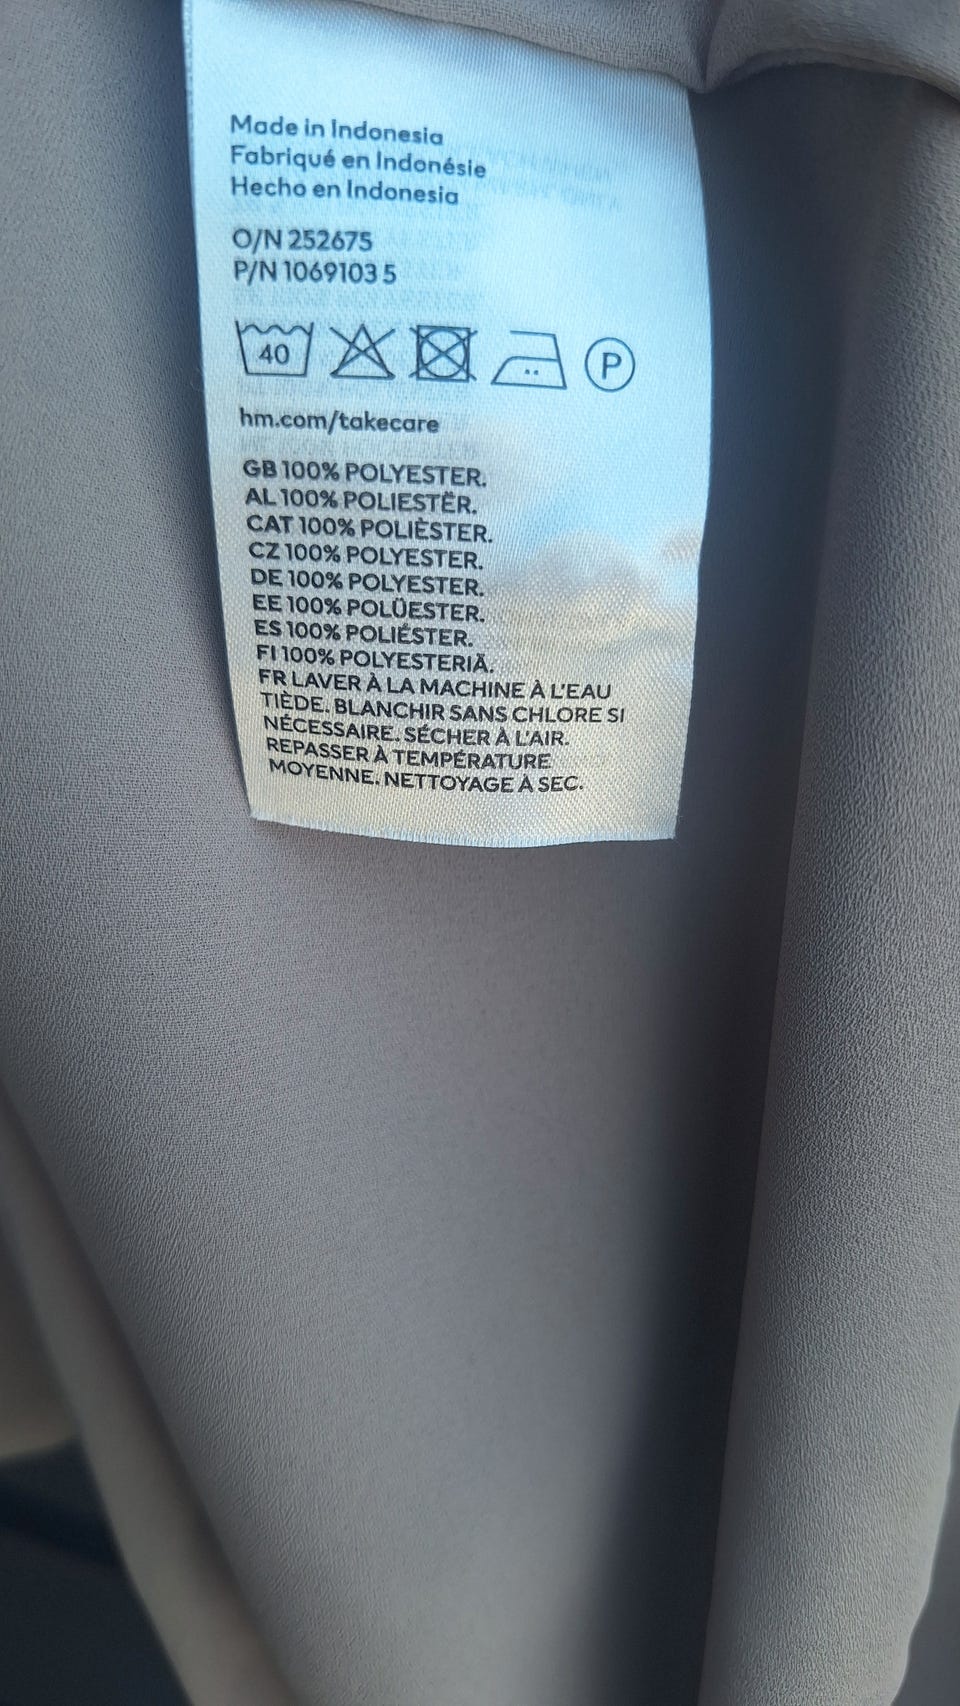 Made in Indonesia
Fabriqué en Indonésie
Hecho en Indonesia
O/N 252675
P/N 1069103 5
40 P
hm.com/takecare
GB 100% POLYESTER.
AL 100% POLIESTËR.
CAT 100% POLIÈSTER.
CZ 100% POLYESTER.
DE 100% POLYESTER.
EE 100% POLÜESTER.
ES 100% POLIÉSTER.
FI 100% POLYESTERIÄ.
FR LAVER À LA MACHINE À L'EAU
TIÈDE. BLANCHIR SANS CHLORE SI
NÉCESSAIRE. SÉCHER À L'AIR.
REPASSER À TEMPÉRATURE
MOYENNE. NETTOYAGE À SEC.